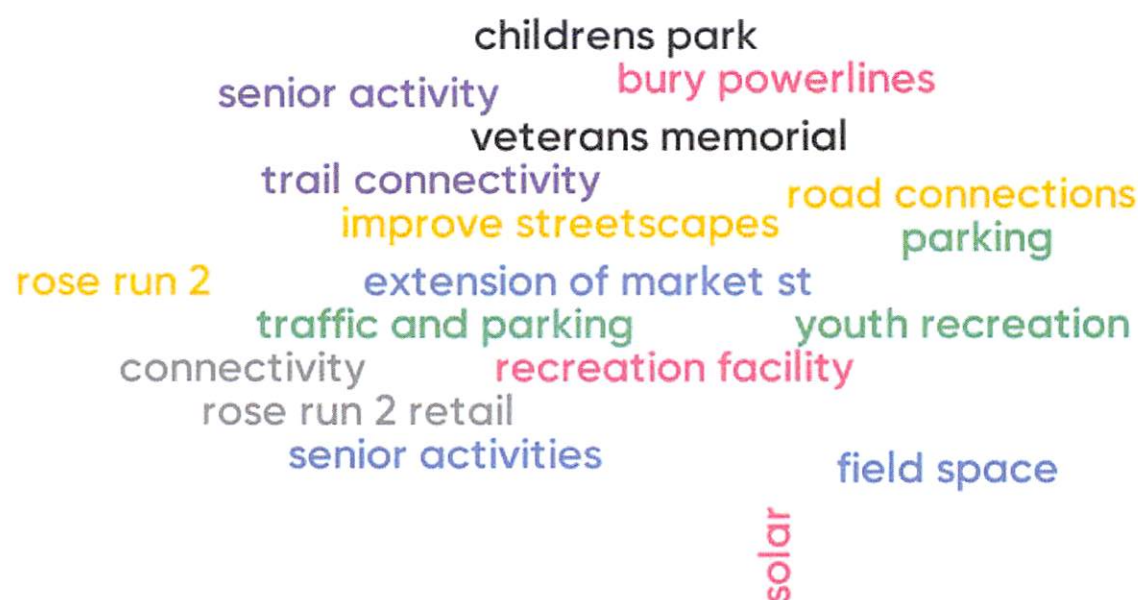 childrens park
bury powerlines
senior activity
veterans memorial
trail connectivity
road connections
improve streetscapes
parking
rose run 2
extension of market st
traffic and parking
youth recreation
connectivity
recreation facility
rose run 2 retail
senior activities
field space
solar